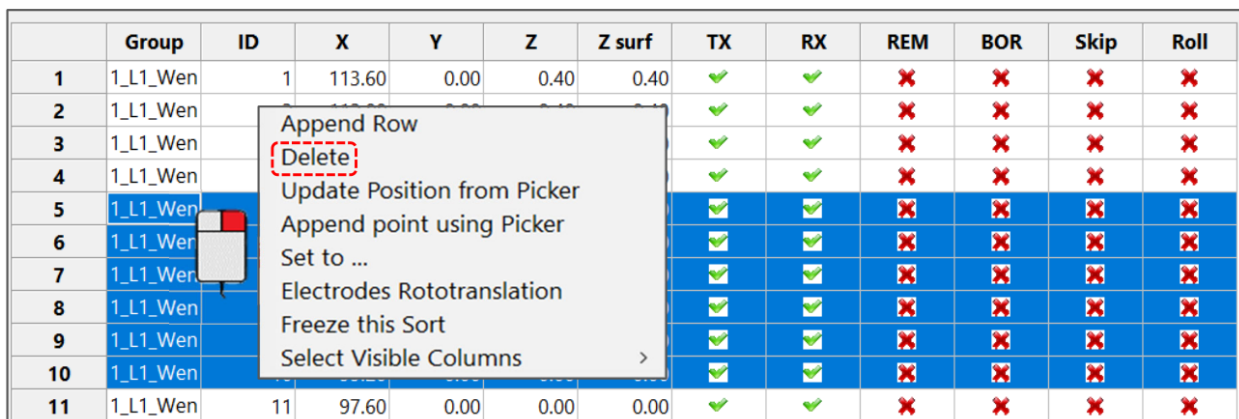 Group ID X Y Z Z surf TX RX REM BOR Skip Roll
1 1_L1_Wen 1 113.60 0.00 0.40 0.40
2 1_L1_Wen
3 1_L1_Wen
4 1_L1_Wen
5 1_L1_Wen
6 1_L1_Wen
7 1_L1_Wen
8 1_L1_Wen
9 1_L1_Wen
10 1_L1_Wen
11 1_L1_Wen 11 97.60 0.00 0.00 0.00
Append Row
Delete
Update Position from Picker
Append point using Picker
Set to ...
Electrodes Rototranslation
Freeze this Sort
Select Visible Columns >